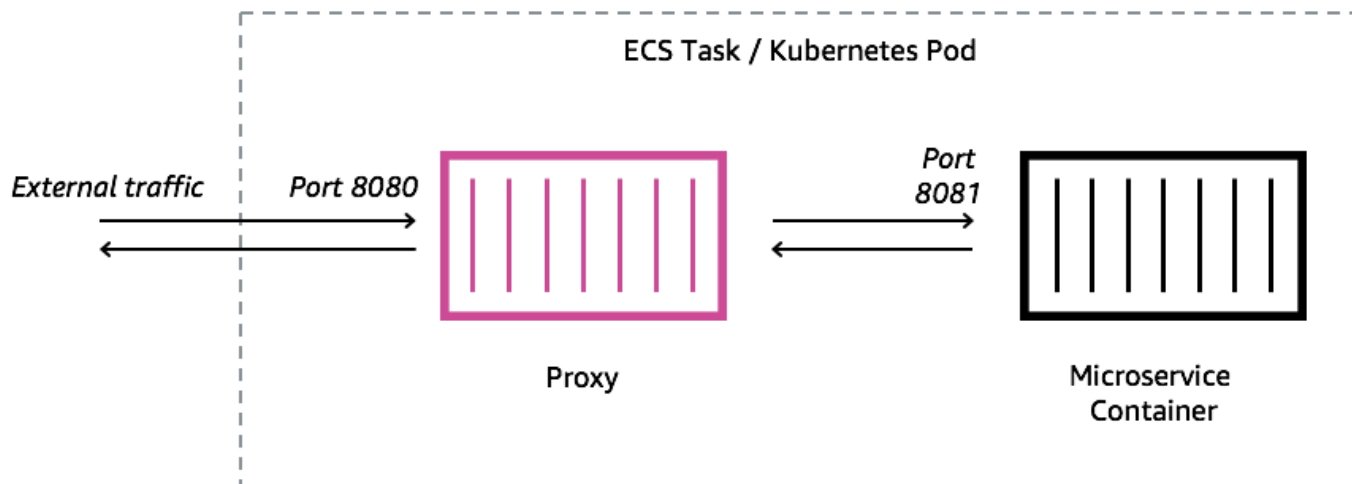 ECS Task / Kubernetes Pod
External traffic
Port 8080
Port
8081
Proxy
Microservice
Container